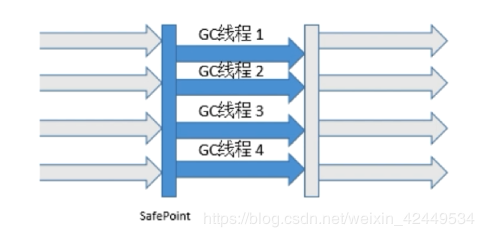 GC线程 1
GC线程 2
GC线程 3
GC线程 4
SafePoint
https://blog.csdn.net/weixin_42449534